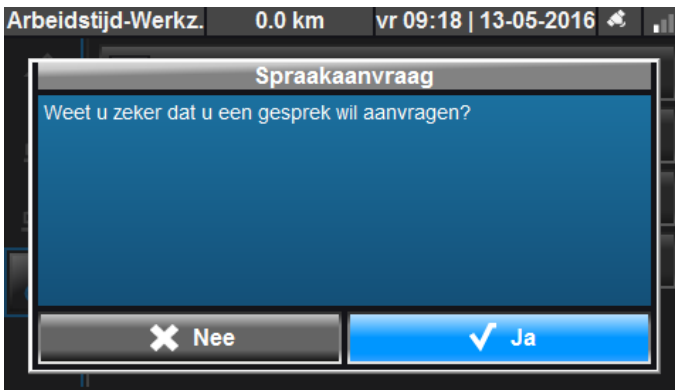 Arbeidstijd-Werkz. 0.0 km vr 09:18 | 13-05-2016
Spraakaanvraag
Weet u zeker dat u een gesprek wil aanvragen?
Nee Ja